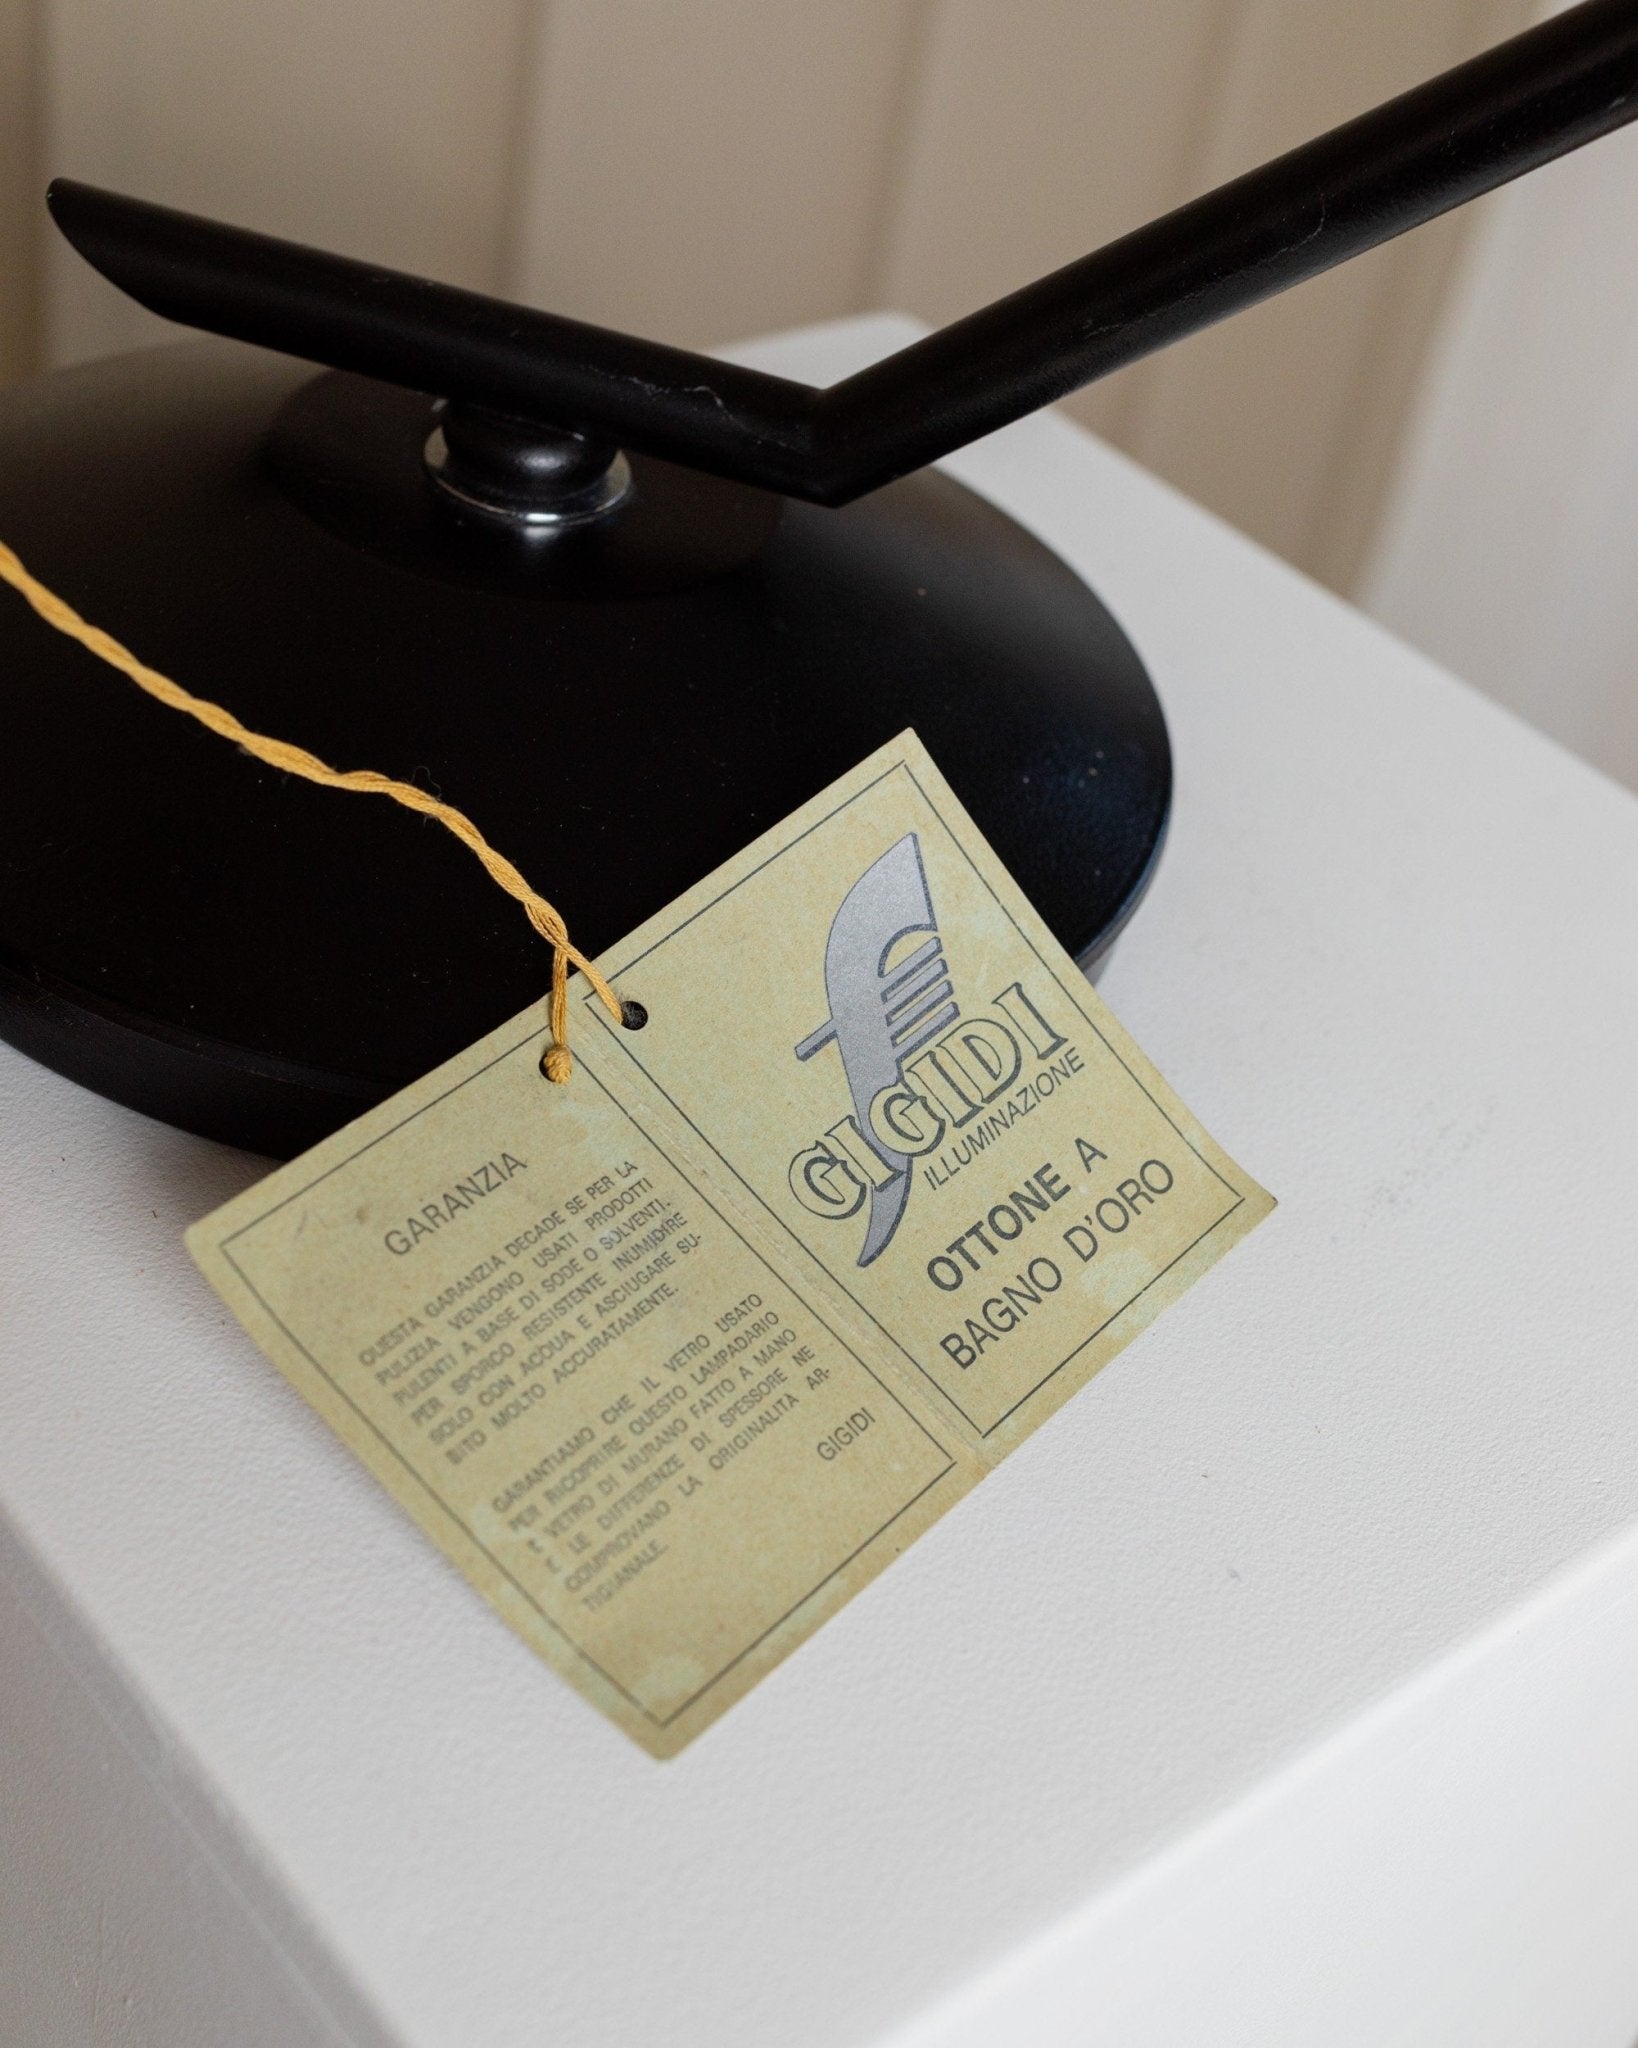 GARANZIA
QUESTA GARANZIA DECADE SE PER LA
PULIZIA VENGONO USATI PRODOTTI
PULENTI A BASE DI SODE O SOLVENTI.
PER SPORCO RESISTENTE INUMIDIRE
SOLO CON ACQUA E ASCIUGARE SU-
BITO MOLTO ACCURATAMENTE.
GARANTIAMO CHE IL VETRO USATO
PER RICOPRIRE QUESTO LAMPADARIO
È VETRO DI MURANO FATTO A MANO
E LE DIFFERENZE DI SPESSORE NE
COMPROVANO LA ORIGINALITÀ AR-
TIGIANALE.
GIGIDI
GIGIDI
ILLUMINAZIONE
OTTONE A
BAGNO D'ORO